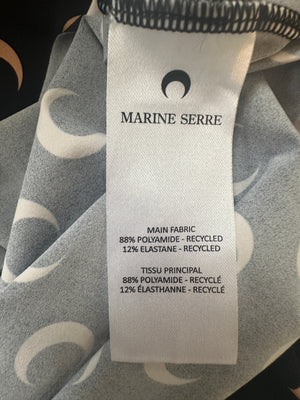 MARINE SERRE
MAIN FABRIC
88% POLYAMIDE - RECYCLED
12% ELASTANE - RECYCLED
TISSU PRINCIPAL
88% POLYAMIDE - RECYCLÉ
12% ÉLASTHANNE - RECYCLÉ